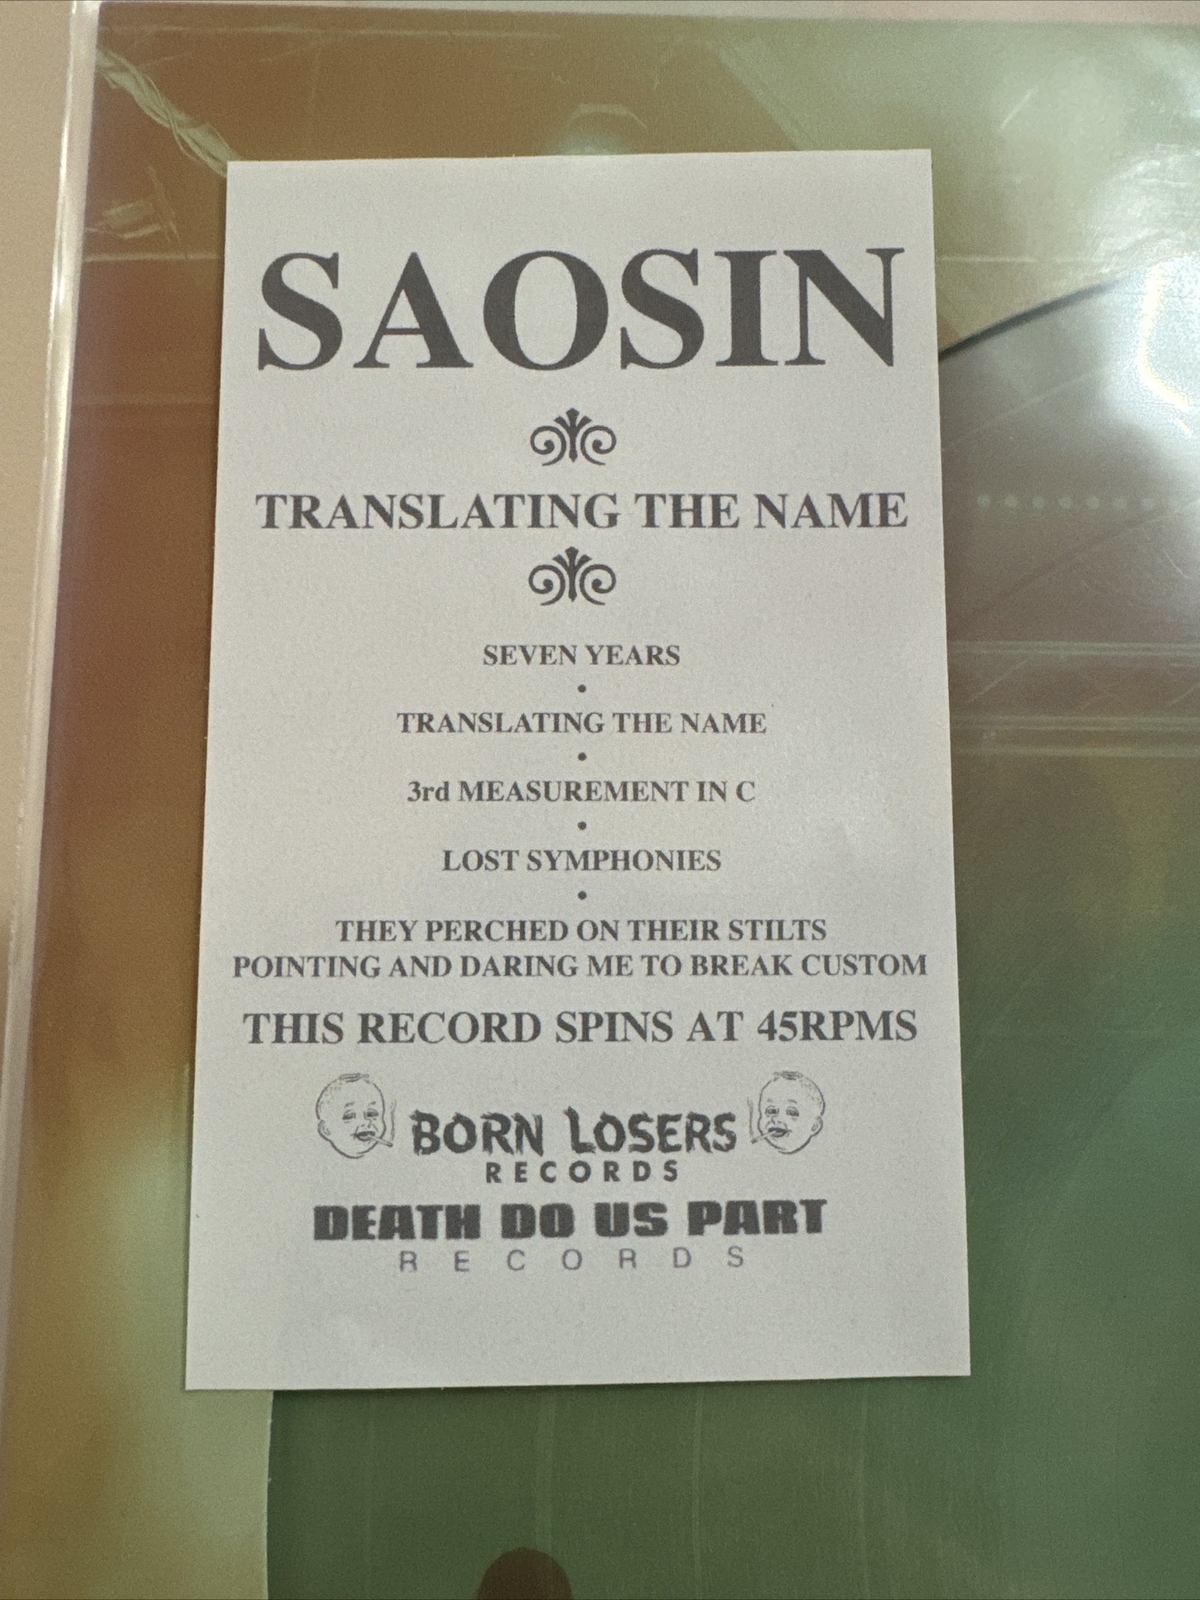 SAOSIN
TRANSLATING THE NAME
SEVEN YEARS
•
TRANSLATING THE NAME
•
3rd MEASUREMENT IN C
•
LOST SYMPHONIES
•
THEY PERCHED ON THEIR STILTS
POINTING AND DARING ME TO BREAK CUSTOM
THIS RECORD SPINS AT 45RPMS
BORN LOSERS
RECORDS
DEATH DO US PART
RECORDS